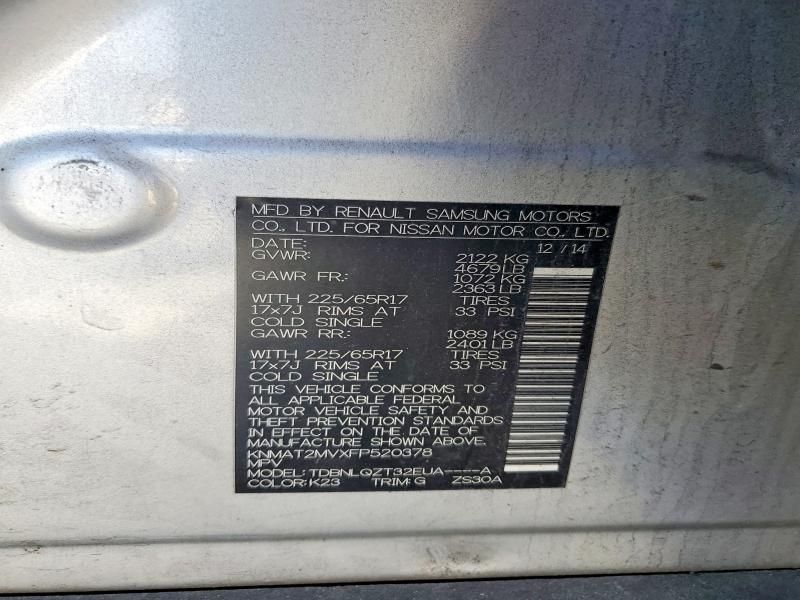 MFD BY RENAULT SAMSUNG MOTORS
CO., LTD. FOR NISSAN MOTOR CO., LTD.
DATE: 12 / 14
GVWR: 2122 KG
4679LB
GAWR FR.: 1072 KG
2363 LB
WITH 225/65R17 TIRES
17x7J RIMS AT 33 PSI
COLD SINGLE
GAWR RR.: 1089 KG
2401 LB
WITH 225/65R17 TIRES
17x7J RIMS AT 33 PSI
COLD SINGLE
THIS VEHICLE CONFORMS TO
ALL APPLICABLE FEDERAL
MOTOR VEHICLE SAFETY AND
THEFT PREVENTION STANDARDS
IN EFFECT ON THE DATE OF
MANUFACTURE SHOWN ABOVE.
KNMAT2MVXFP520378
MPV
MODEL: TDBNLQZT32EUA----A
COLOR: K23 TRIM: G ZS30A